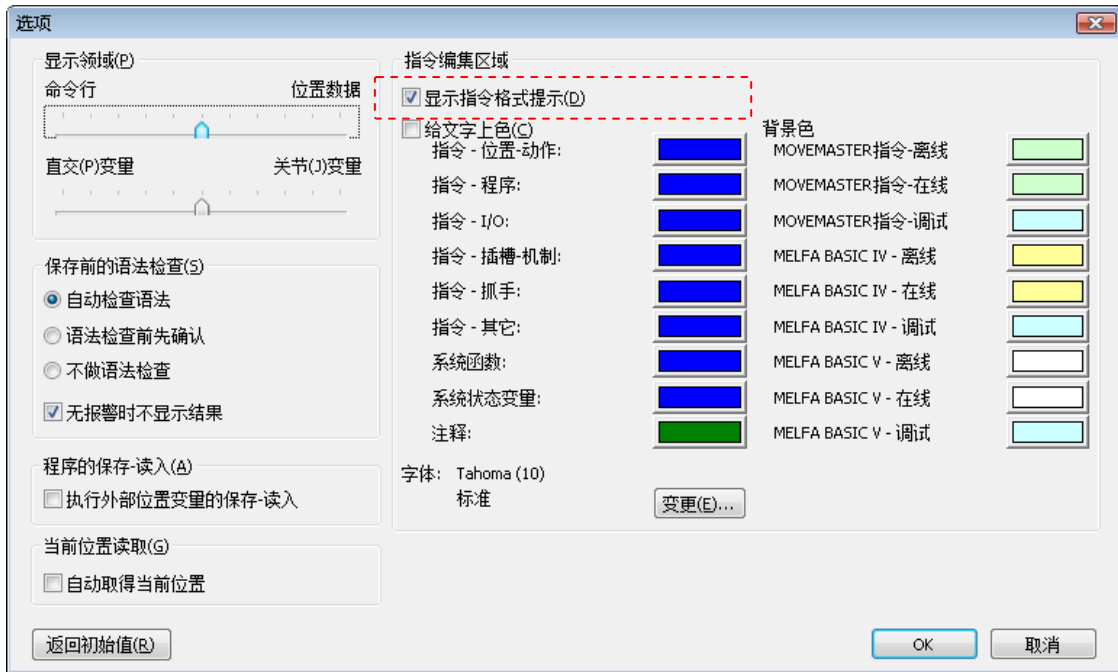 选项
显示领域(P)
命令行 位置数据
直交(P)变量 关节(J)变量
保存前的语法检查(S)
自动检查语法
语法检查前先确认
不做语法检查
无报警时不显示结果
程序的保存-读入(A)
执行外部位置变量的保存-读入
当前位置读取(G)
自动取得当前位置
指令编集区域
显示指令格式提示(D)
给文字上色(C) 背景色
指令 - 位置-动作: MOVEMASTER指令-离线
指令 - 程序: MOVEMASTER指令-在线
指令 - I/O: MOVEMASTER指令-调试
指令 - 插槽-机制: MELFA BASIC IV - 离线
指令 - 抓手: MELFA BASIC IV - 在线
指令 - 其它: MELFA BASIC IV - 调试
系统函数: MELFA BASIC V - 离线
系统状态变量: MELFA BASIC V - 在线
注释: MELFA BASIC V - 调试
字体: Tahoma (10)
标准 变更(E)...
返回初始值(R) OK 取消